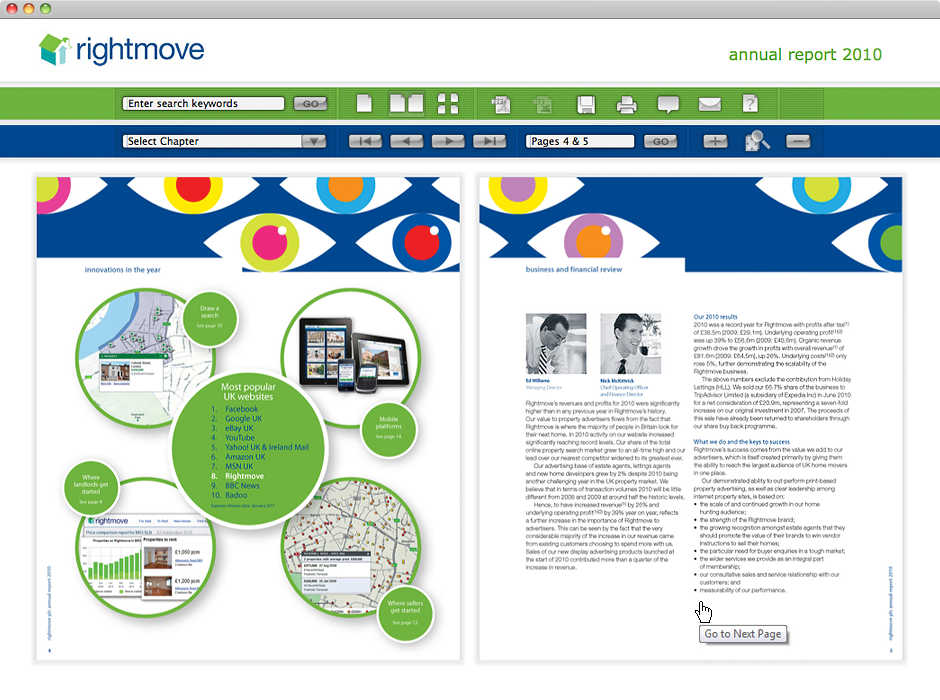 rightmove
annual report 2010
Enter search keywords
GO
Select Chapter
Pages 4 & 5
GO
innovations in the year
Draw a
search
See page 10
Most popular
UK websites
1. Facebook
2. Google UK
3. eBay UK
4. YouTube
5. Yahoo! UK & Ireland Mail
6. Amazon UK
7. MSN UK
8. Rightmove
9. BBC News
10. Badoo
Experian Hitwise January 2011
Mobile
platforms
See page 14
Where
landlords get
started
See page 8
rightmove
Price comparison report for BR3 5LN
Properties to rent
£1,050 pcm
£1,200 pcm
Where sellers
get started
See page 12
rightmove plc annual report 2010
4
business and financial review
Ed Williams
Managing Director
Nick McKittrick
Chief Operating Officer
and Finance Director
Rightmove's revenues and profits for 2010 were significantly
higher than in any previous year in Rightmove's history.
Our value to property advertisers flows from the fact that
Rightmove is where the majority of people in Britain look for
their next home. In 2010 activity on our website increased
significantly reaching record levels. Our share of the total
online property search market grew to an all-high time and our
lead over our nearest competitor widened to its greatest ever.
Our advertising base of estate agents, letting agents
and new home developers grew by 2% despite 2010 being
another challenging year in the UK property market. We
believe that in terms of transaction volumes 2010 will be little
different from 2008 and 2009 at around half the historic levels.
Hence, to have increased revenue(1) by 26% and
underlying operating profit(1)(2) by 39% year on year, reflects
a further increase in the importance of Rightmove to
advertisers. This can be seen by the fact that the very
considerable majority of the increase in our revenue came
from existing customers choosing to spend more with us.
Sales of our new display advertising products launched at
the start of 2010 contributed more than a quarter of the
increase in revenue.
Our 2010 results
2010 was a record year for Rightmove with profits after tax(1)
of £38.5m (2009: £29.1m). Underlying operating profit(1)(2)
was up 39% to £56.6m (2009: £40.6m). Organic revenue
growth drove the growth in profits with overall revenue(1) of
£81.6m (2009: £64.5m), up 26%. Underlying costs(1)(2) only
rose 5%, further demonstrating the scalability of the
Rightmove business.
The above numbers exclude the contribution from Holiday
Lettings (HLL). We sold our 66.7% share of the business to
TripAdvisor Limited (a subsidiary of Expedia Inc) in June 2010
for a net consideration of £20.9m, representing a seven-fold
increase on our original investment in 2007. The proceeds of
this sale have already been returned to shareholders through
our share buy back programme.
What we do and the keys to success
Rightmove's success comes from the value we add to our
advertisers, which is itself created primarily by giving them
the ability to reach the largest audience of UK home movers
in one place.
Our demonstrated ability to out-perform print-based
property advertising, as well as clear leadership among
internet property sites, is based on:
• the scale of and continued growth in our home
hunting audience;
• the strength of the Rightmove brand;
• the growing recognition amongst estate agents that they
should promote the value of their brands to win vendor
instructions to sell their homes;
• the particular need for buyer enquiries in a tough market;
• the wider services we provide as an integral part
of membership;
• our consultative sales and service relationship with our
customers; and
• measurability of our performance.
Go to Next Page
rightmove plc annual report 2010
5